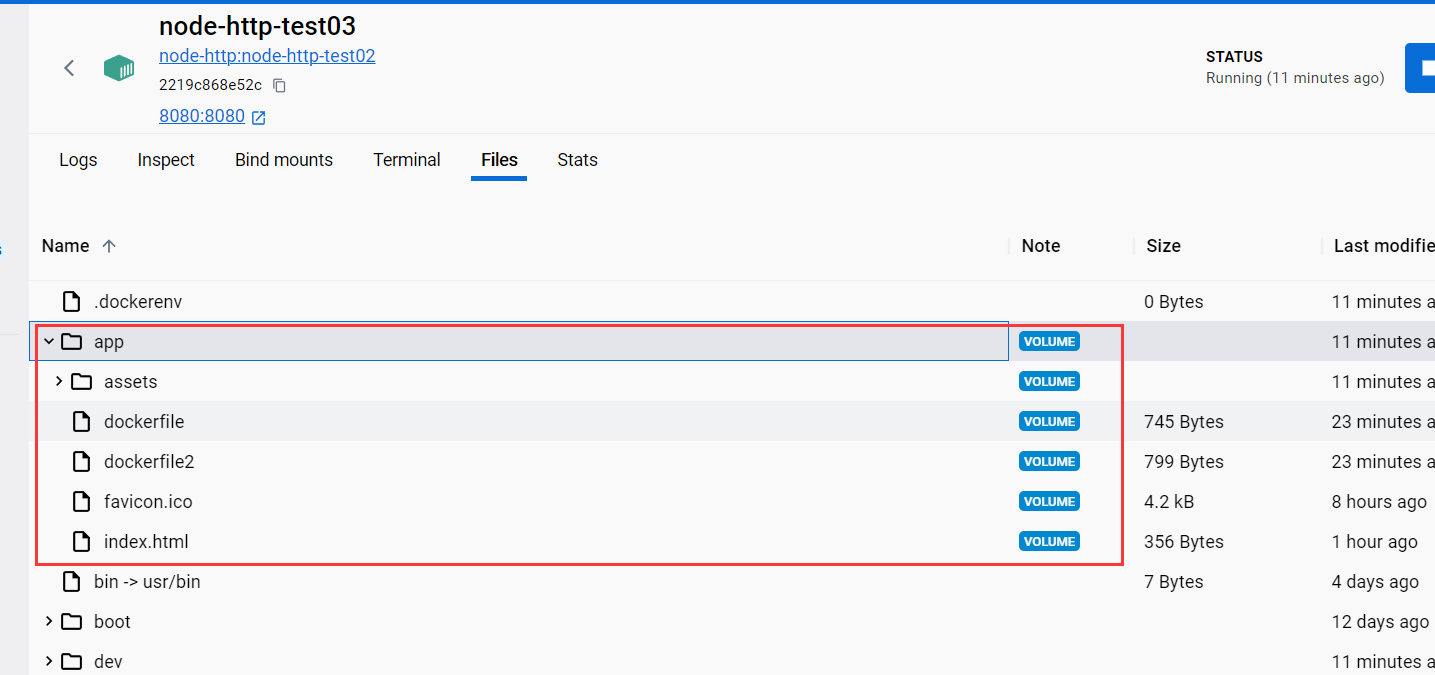 node-http-test03
node-http:node-http-test02
2219c868e52c
8080:8080
STATUS
Running (11 minutes ago)
Logs Inspect Bind mounts Terminal Files Stats
Name Note Size Last modifie
.dockerenv 0 Bytes 11 minutes a
app VOLUME 11 minutes a
assets VOLUME 11 minutes a
dockerfile VOLUME 745 Bytes 23 minutes a
dockerfile2 VOLUME 799 Bytes 23 minutes a
favicon.ico VOLUME 4.2 kB 8 hours ago
index.html VOLUME 356 Bytes 1 hour ago
bin -> usr/bin 7 Bytes 4 days ago
boot 12 days ago
dev 11 minutes a